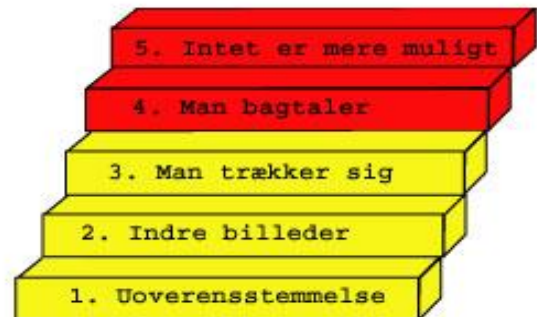 5. Intet er mere muligt
4. Man bagtaler
3. Man trækker sig
2. Indre billeder
1. Uoverensstemmelse